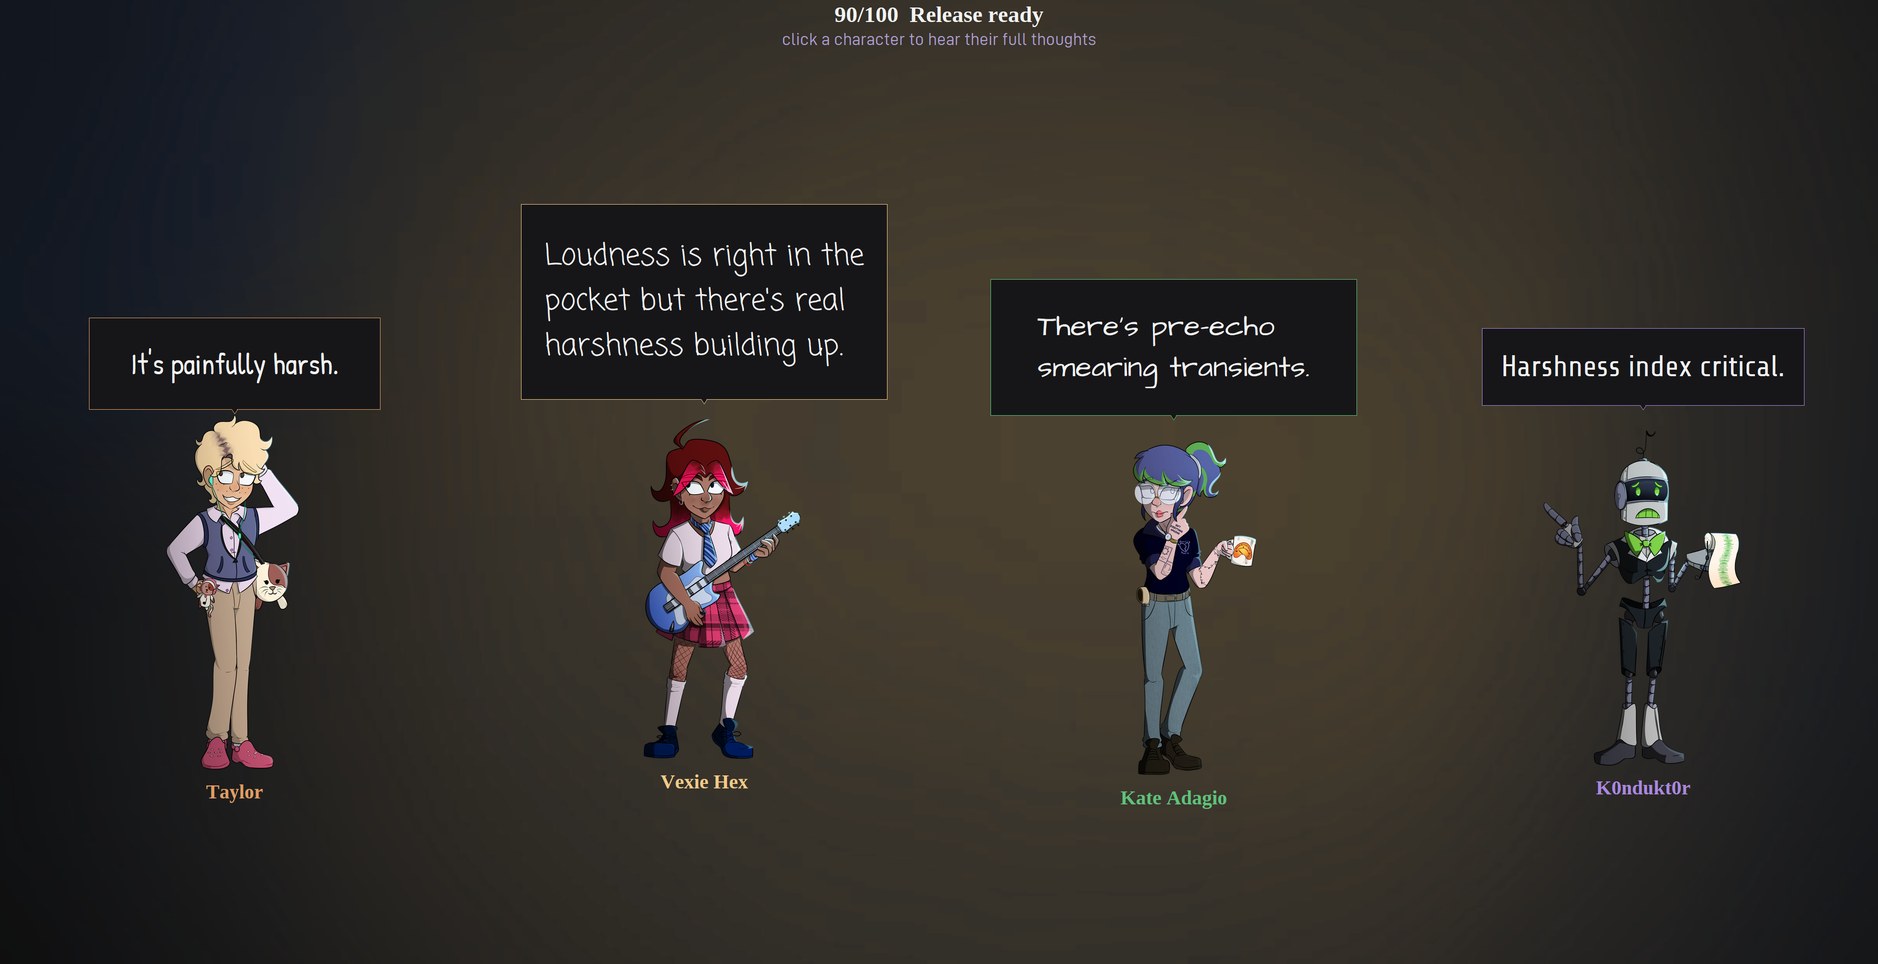 90/100 Release ready
click a character to hear their full thoughts
Loudness is right in the
pocket but there's real
harshness building up.
There's pre-echo
smearing transients.
It's painfully harsh.
Harshness index critical.
Taylor
Vexie Hex
Kate Adagio
K0ndukt0r